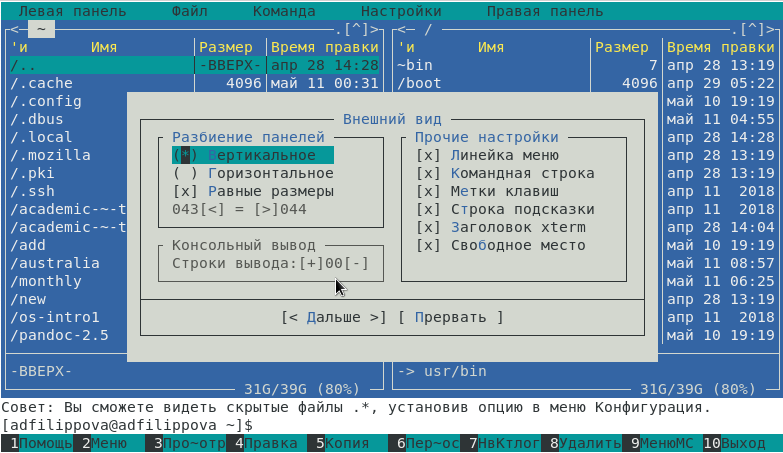 Левая панель Файл Команда Настройки Правая панель
<─ ~ .[^]> <─ / .[^]>
'и Имя Размер Время правки 'и Имя Размер Время правки
/.. -ВВЕРХ- апр 28 14:28 ~bin 7 апр 28 13:19
/.cache 4096 май 11 00:31 /boot 4096 апр 29 05:22
/.config май 10 19:19
/.dbus Внешний вид май 11 04:55
/.local Разбиение панелей Прочие настройки апр 28 14:28
/.mozilla (*) Вертикальное [x] Линейка меню апр 28 13:19
/.pki ( ) Горизонтальное [x] Командная строка апр 28 13:19
/.ssh [x] Равные размеры [x] Метки клавиш апр 11 2018
/academic-~-t 043[<] = [>]044 [x] Строка подсказки апр 11 2018
/academic-~-t [x] Заголовок xterm апр 28 14:04
/add Консольный вывод [x] Свободное место май 10 19:19
/australia Строки вывода:[+]00[-] май 11 08:57
/monthly май 11 06:25
/new апр 28 13:19
/os-intro1 [< Дальше >] [ Прервать ] апр 11 2018
/pandoc-2.5 май 10 19:19
-ВВЕРХ- -> usr/bin
31G/39G (80%) 31G/39G (80%)
Совет: Вы сможете видеть скрытые файлы .*, установив опцию в меню Конфигурация.
[adfilippova@adfilippova ~]$
1Помощь 2Меню 3Про~отр 4Правка 5Копия 6Пер~ос 7НвКтлог 8Удалить 9МенюМС 10Выход